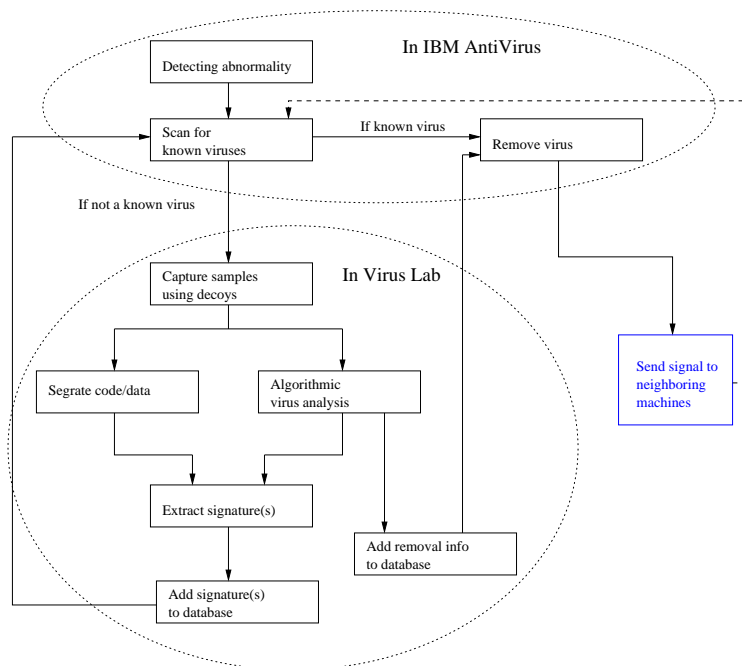 In IBM AntiVirus
Detecting abnormality
Scan for
known viruses
If known virus
Remove virus
If not a known virus
In Virus Lab
Capture samples
using decoys
Send signal to
neighboring
machines
Segrate code/data
Algorithmic
virus analysis
Extract signature(s)
Add removal info
to database
Add signature(s)
to database